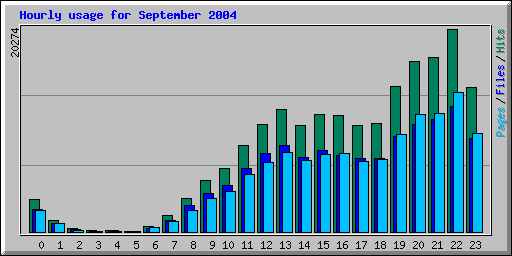 Hourly usage for September 2004
20274
Pages/Files/Hits
0 1 2 3 4 5 6 7 8 9 10 11 12 13 14 15 16 17 18 19 20 21 22 23